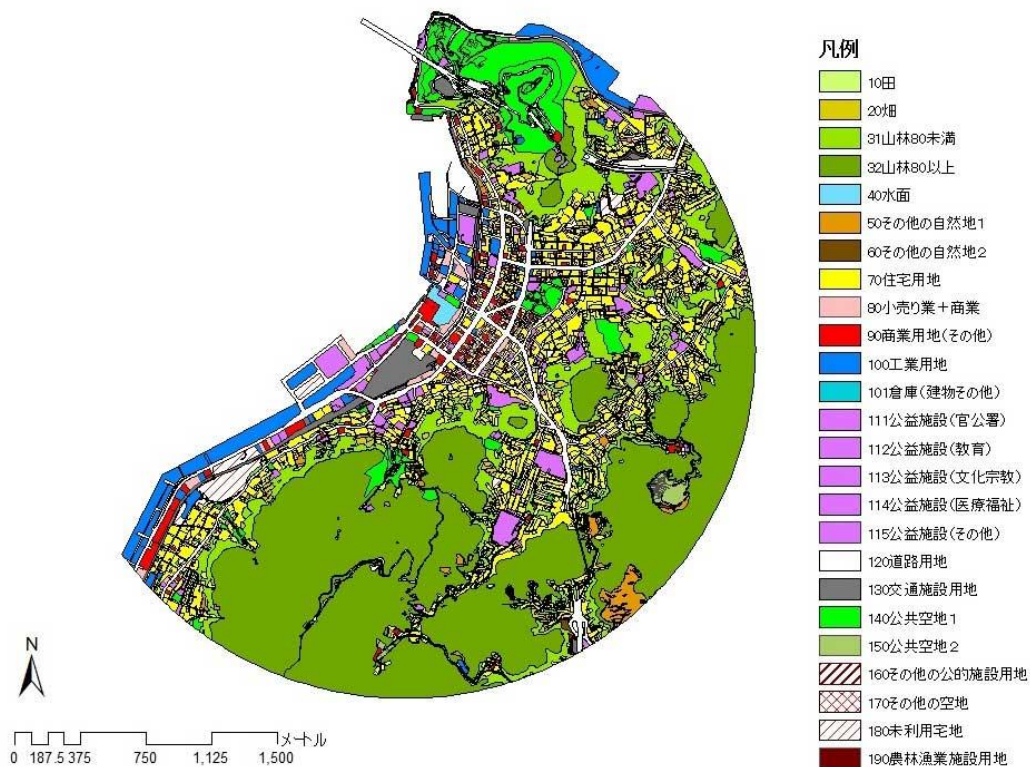 凡例
10田
20畑
31山林80未満
32山林80以上
40水面
50その他の自然地1
60その他の自然地2
70住宅用地
80小売り業+商業
90商業用地(その他)
100工業用地
101倉庫(建物その他)
111公益施設(官公署)
112公益施設(教育)
113公益施設(文化宗教)
114公益施設(医療福祉)
115公益施設(その他)
120道路用地
130交通施設用地
140公共空地1
150公共空地2
160その他の公的施設用地
170その他の空地
180未利用宅地
190農林漁業施設用地
N
メートル
0 187.5 375 750 1,125 1,500